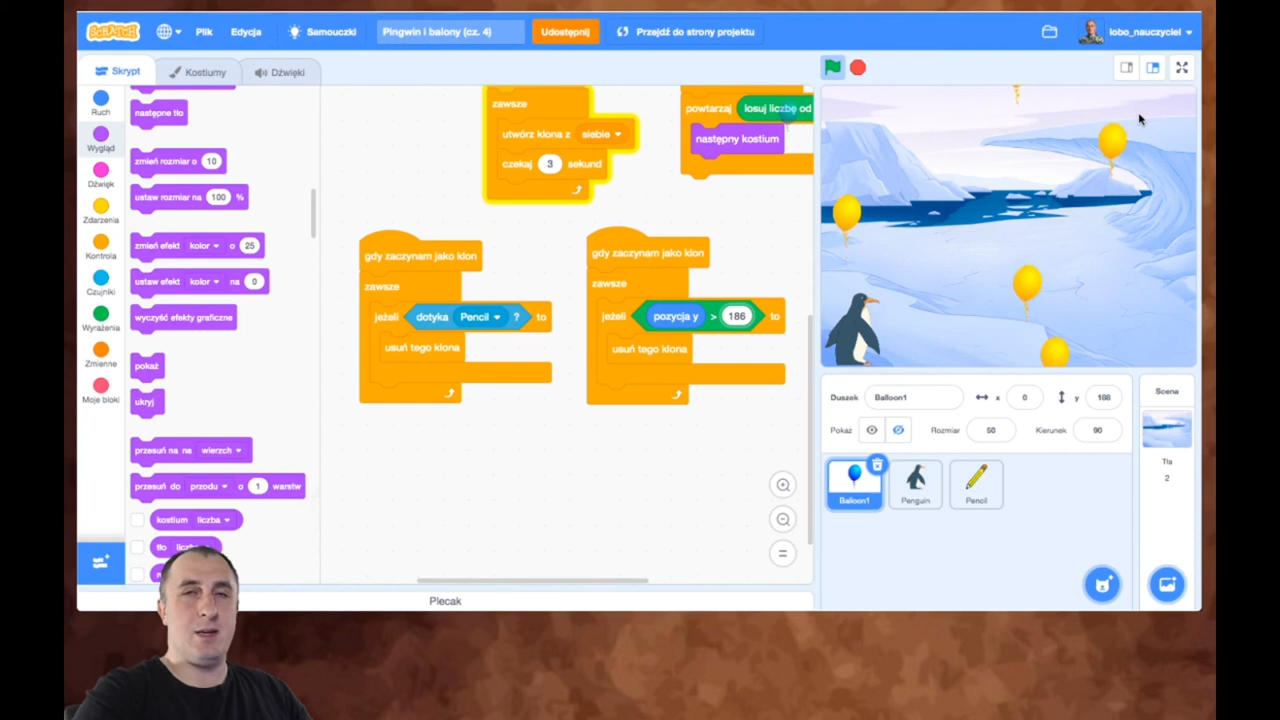 SCRATCH
Plik
Edycja
Samouczki
Pingwin i balony (cz. 4)
Udostępnij
Przejdź do strony projektu
lobo_nauczyciel
Skrypt
Kostiumy
Dźwięki
Ruch
Wygląd
Dźwięk
Zdarzenia
Kontrola
Czujniki
Wyrażenia
Zmienne
Moje bloki
następne tło
zmień rozmiar o 10
ustaw rozmiar na 100 %
zmień efekt kolor o 25
ustaw efekt kolor na 0
wyczyść efekty graficzne
pokaż
ukryj
przesuń na na wierzch
przesuń do przodu o 1 warstw
kostium liczba
tło
zawsze
utwórz klona z siebie
czekaj 3 sekund
powtarzaj losuj liczbę od
następny kostium
gdy zaczynam jako klon
zawsze
jeżeli dotyka Pencil ? to
usuń tego klona
gdy zaczynam jako klon
zawsze
jeżeli pozycja y > 186 to
usuń tego klona
Plecak
Duszek Balloon1 x 0 y 188
Pokaż Rozmiar 50 Kierunek 90
Balloon1
Penguin
Pencil
Scena
Tła
2